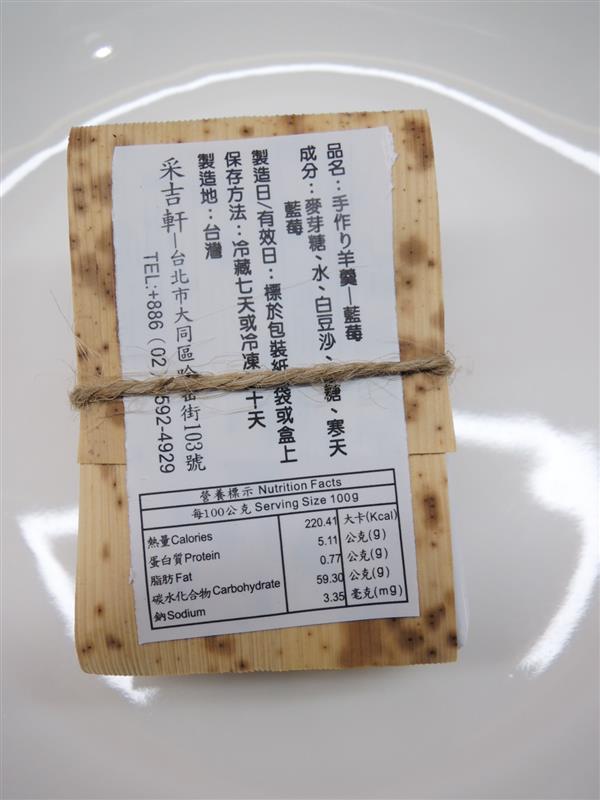 品名：手作り羊羹—藍莓
成分：麥芽糖、水、白豆沙、糖、寒天
藍莓
製造日/有效日：標於包裝紙袋或盒上
保存方法：冷藏七天或冷凍十天
製造地：台灣
采吉軒—台北市大同區哈密街103號
TEL:+886 (02)592-4929
營養標示 Nutrition Facts
每100公克 Serving Size 100g
熱量Calories 220.41 大卡(Kcal)
蛋白質Protein 5.11 公克(g)
脂肪Fat 0.77 公克(g)
碳水化合物Carbohydrate 59.30 公克(g)
鈉Sodium 3.35 毫克(mg)